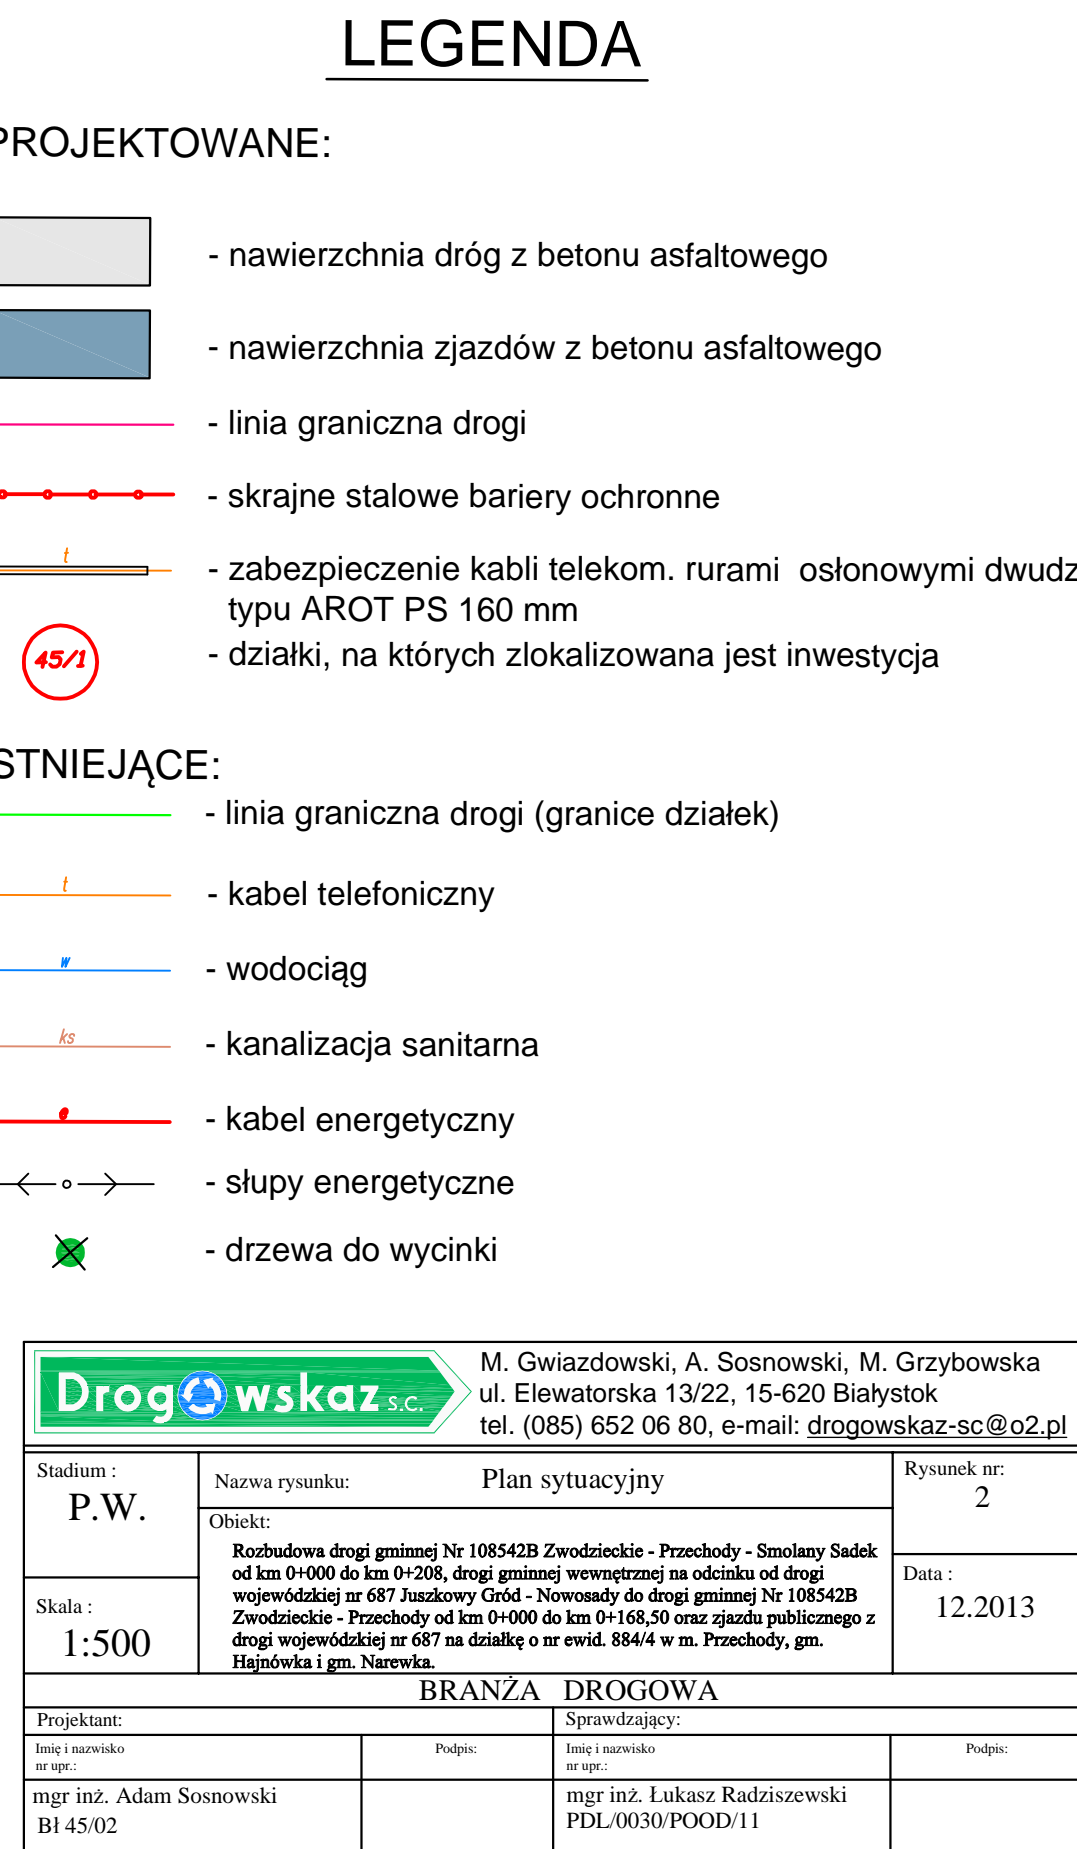 LEGENDA
PROJEKTOWANE:
- nawierzchnia dróg z betonu asfaltowego
- nawierzchnia zjazdów z betonu asfaltowego
- linia graniczna drogi
- skrajne stalowe bariery ochronne
t
- zabezpieczenie kabli telekom. rurami osłonowymi dwudz
typu AROT PS 160 mm
45/1
- działki, na których zlokalizowana jest inwestycja
STNIEJĄCE:
- linia graniczna drogi (granice działek)
t
- kabel telefoniczny
w
- wodociąg
ks
- kanalizacja sanitarna
e
- kabel energetyczny
- słupy energetyczne
- drzewa do wycinki
Drogowskaz s.c.
M. Gwiazdowski, A. Sosnowski, M. Grzybowska
ul. Elewatorska 13/22, 15-620 Białystok
tel. (085) 652 06 80, e-mail: drogowskaz-sc@o2.pl
Stadium :
P.W.
Nazwa rysunku: Plan sytuacyjny
Rysunek nr:
2
Obiekt:
Rozbudowa drogi gminnej Nr 108542B Zwodzieckie - Przechody - Smolany Sadek
od km 0+000 do km 0+208, drogi gminnej wewnętrznej na odcinku od drogi
wojewódzkiej nr 687 Juszkowy Gród - Nowosady do drogi gminnej Nr 108542B
Zwodzieckie - Przechody od km 0+000 do km 0+168,50 oraz zjazdu publicznego z
drogi wojewódzkiej nr 687 na działkę o nr ewid. 884/4 w m. Przechody, gm.
Hajnówka i gm. Narewka.
Data :
12.2013
Skala :
1:500
BRANŻA DROGOWA
Projektant:
Sprawdzający:
Imię i nazwisko
nr upr.:
Podpis:
Imię i nazwisko
nr upr.:
Podpis:
mgr inż. Adam Sosnowski
Bł 45/02
mgr inż. Łukasz Radziszewski
PDL/0030/POOD/11